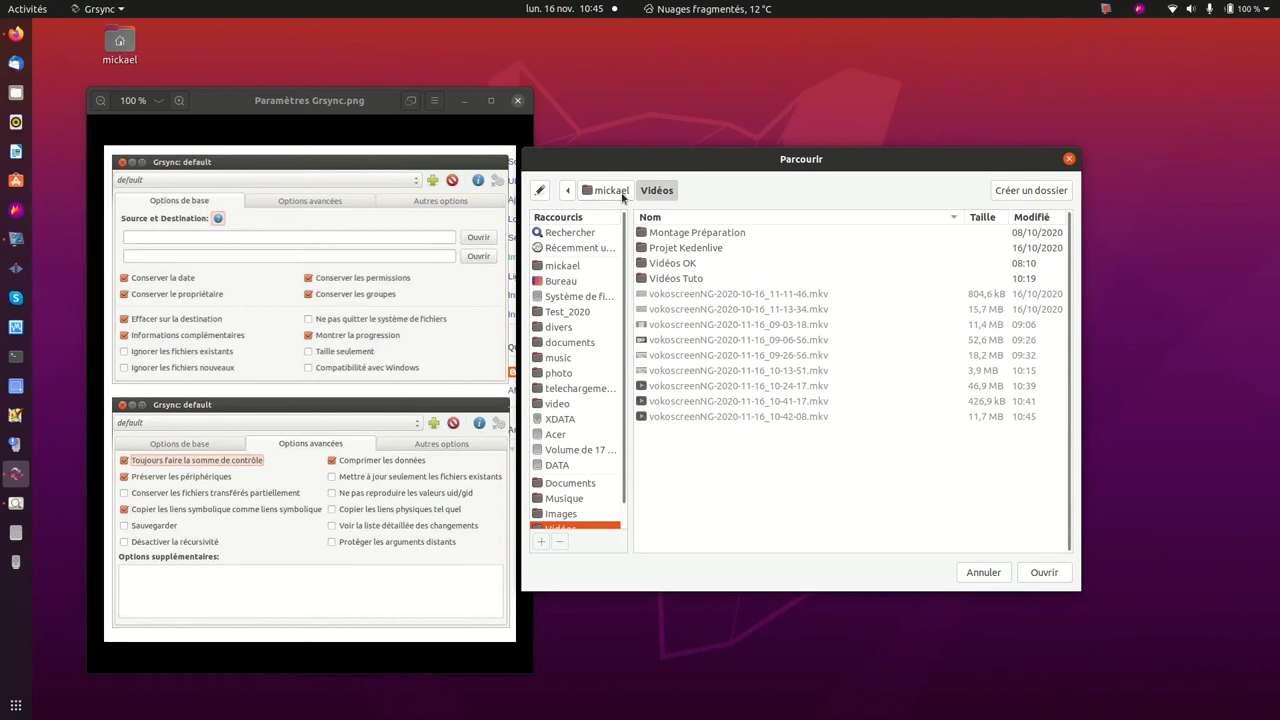 Activités Grsync lun. 16 nov. 10:45 Nuages fragmentés, 12 °C 100 %
mickael
100 % Paramètres Grsync.png
Grsync: default
default
Options de base Options avancées Autres options
Source et Destination:
Ouvrir
Ouvrir
Conserver la date Conserver les permissions
Conserver le propriétaire Conserver les groupes
Effacer sur la destination Ne pas quitter le système de fichiers
Informations complémentaires Montrer la progression
Ignorer les fichiers existants Taille seulement
Ignorer les fichiers nouveaux Compatibilité avec Windows
Grsync: default
default
Options de base Options avancées Autres options
Toujours faire la somme de contrôle Comprimer les données
Préserver les périphériques Mettre à jour seulement les fichiers existants
Conserver les fichiers transférés partiellement Ne pas reproduire les valeurs uid/gid
Copier les liens symbolique comme liens symbolique Copier les liens physiques tel quel
Sauvegarder Voir la liste détaillée des changements
Désactiver la récursivité Protéger les arguments distants
Options supplémentaires:
Parcourir
mickael Vidéos Créer un dossier
Raccourcis
Rechercher
Récemment u...
mickael
Bureau
Système de fi...
Test_2020
divers
documents
music
photo
telechargeme...
video
XDATA
Acer
Volume de 17 ...
DATA
Documents
Musique
Images
Vidéos
Nom Taille Modifié
Montage Préparation 08/10/2020
Projet Kedenlive 16/10/2020
Vidéos OK 08:10
Vidéos Tuto 10:19
vokoscreenNG-2020-10-16_11-11-46.mkv 804,6 kB 16/10/2020
vokoscreenNG-2020-10-16_11-13-34.mkv 15,7 MB 16/10/2020
vokoscreenNG-2020-11-16_09-03-18.mkv 11,4 MB 09:06
vokoscreenNG-2020-11-16_09-06-56.mkv 52,6 MB 09:26
vokoscreenNG-2020-11-16_09-26-56.mkv 18,2 MB 09:32
vokoscreenNG-2020-11-16_10-13-51.mkv 3,9 MB 10:15
vokoscreenNG-2020-11-16_10-24-17.mkv 46,9 MB 10:39
vokoscreenNG-2020-11-16_10-41-17.mkv 426,9 kB 10:41
vokoscreenNG-2020-11-16_10-42-08.mkv 11,7 MB 10:45
Annuler Ouvrir